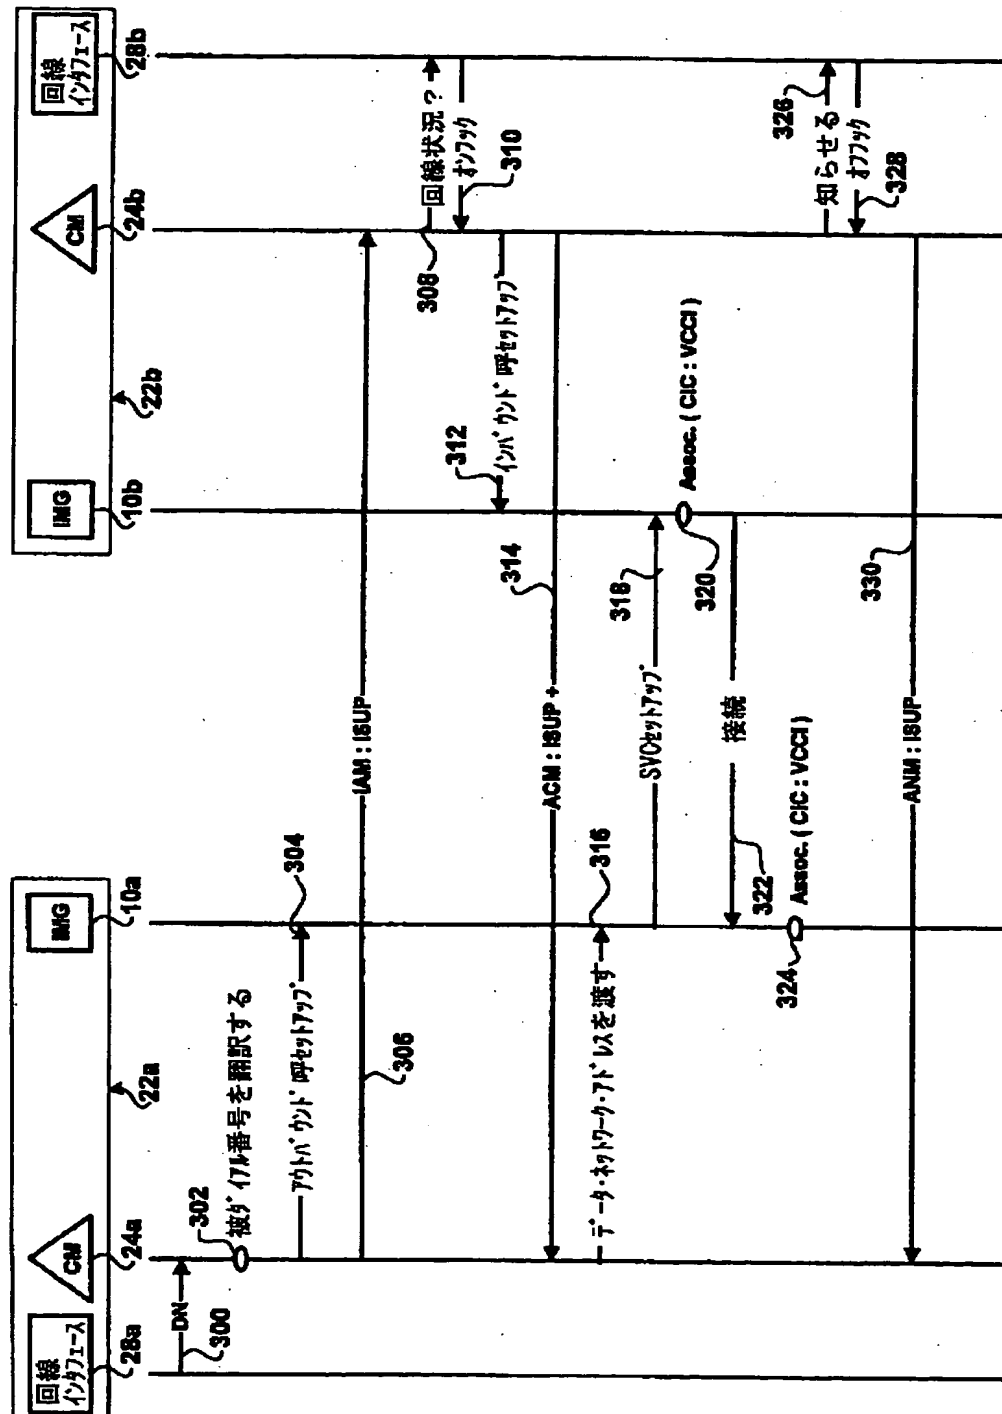 回線
インタフェース
28a
CM
24a
22a
IMG
10a
IMG
10b
22b
CM
24b
回線
インタフェース
28b
DN
300
302
被ダイアル番号を翻訳する
アウトバウンド呼セットアップ
304
IAM : ISUP
306
308
回線状況?
オンフック
310
312
インバウンド呼セットアップ
ACM : ISUP +
314
データ・ネットワーク・アドレスを渡す
316
SVCセットアップ
318
320
Assoc. ( CIC : VCCI )
接続
322
324
Assoc. ( CIC : VCCI )
知らせる
326
オフフック
328
ANM : ISUP
330